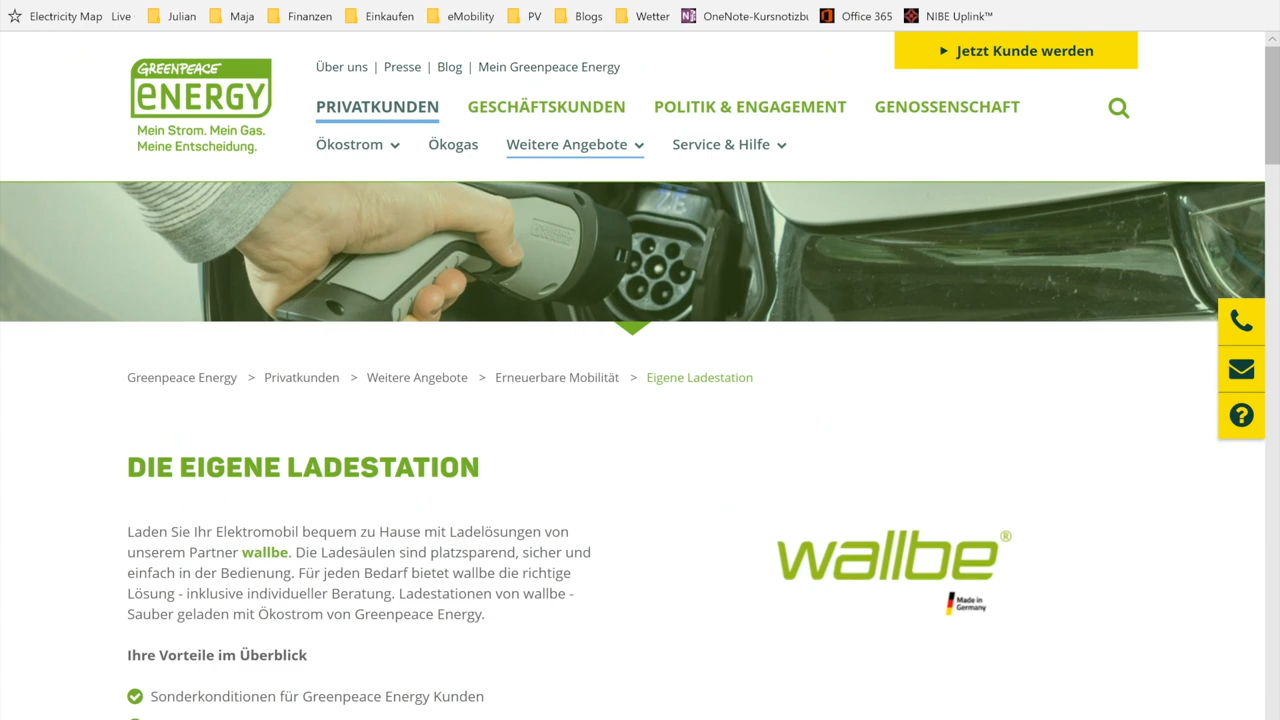 Electricity Map Live Julian Maja Finanzen Einkaufen eMobility PV Blogs Wetter OneNote-Kursnotizbu Office 365 NIBE Uplink™
Jetzt Kunde werden
GREENPEACE
ENERGY
Mein Strom. Mein Gas.
Meine Entscheidung.
Über uns | Presse | Blog | Mein Greenpeace Energy
PRIVATKUNDEN GESCHÄFTSKUNDEN POLITIK & ENGAGEMENT GENOSSENSCHAFT
Ökostrom Ökogas Weitere Angebote Service & Hilfe
Greenpeace Energy > Privatkunden > Weitere Angebote > Erneuerbare Mobilität > Eigene Ladestation
DIE EIGENE LADESTATION
Laden Sie Ihr Elektromobil bequem zu Hause mit Ladelösungen von
unserem Partner wallbe. Die Ladesäulen sind platzsparend, sicher und
einfach in der Bedienung. Für jeden Bedarf bietet wallbe die richtige
Lösung - inklusive individueller Beratung. Ladestationen von wallbe -
Sauber geladen mit Ökostrom von Greenpeace Energy.
wallbe®
Made in
Germany
Ihre Vorteile im Überblick
Sonderkonditionen für Greenpeace Energy Kunden